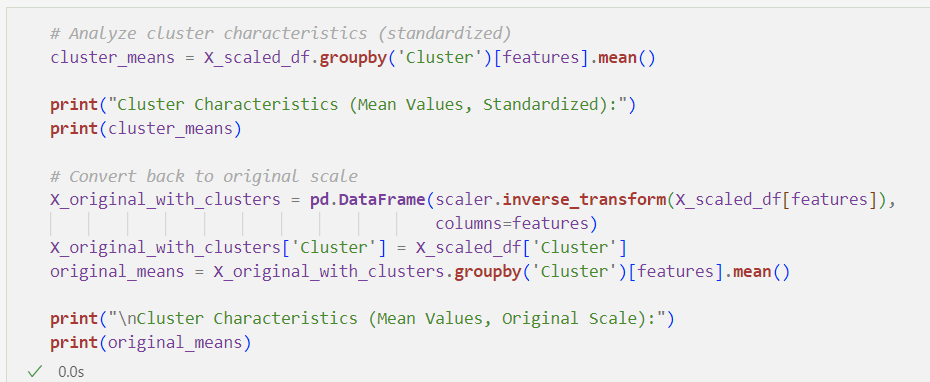 # Analyze cluster characteristics (standardized)
cluster_means = X_scaled_df.groupby('Cluster')[features].mean()
print("Cluster Characteristics (Mean Values, Standardized):")
print(cluster_means)
# Convert back to original scale
X_original_with_clusters = pd.DataFrame(scaler.inverse_transform(X_scaled_df[features]),
columns=features)
X_original_with_clusters['Cluster'] = X_scaled_df['Cluster']
original_means = X_original_with_clusters.groupby('Cluster')[features].mean()
print("\nCluster Characteristics (Mean Values, Original Scale):")
print(original_means)
0.0s